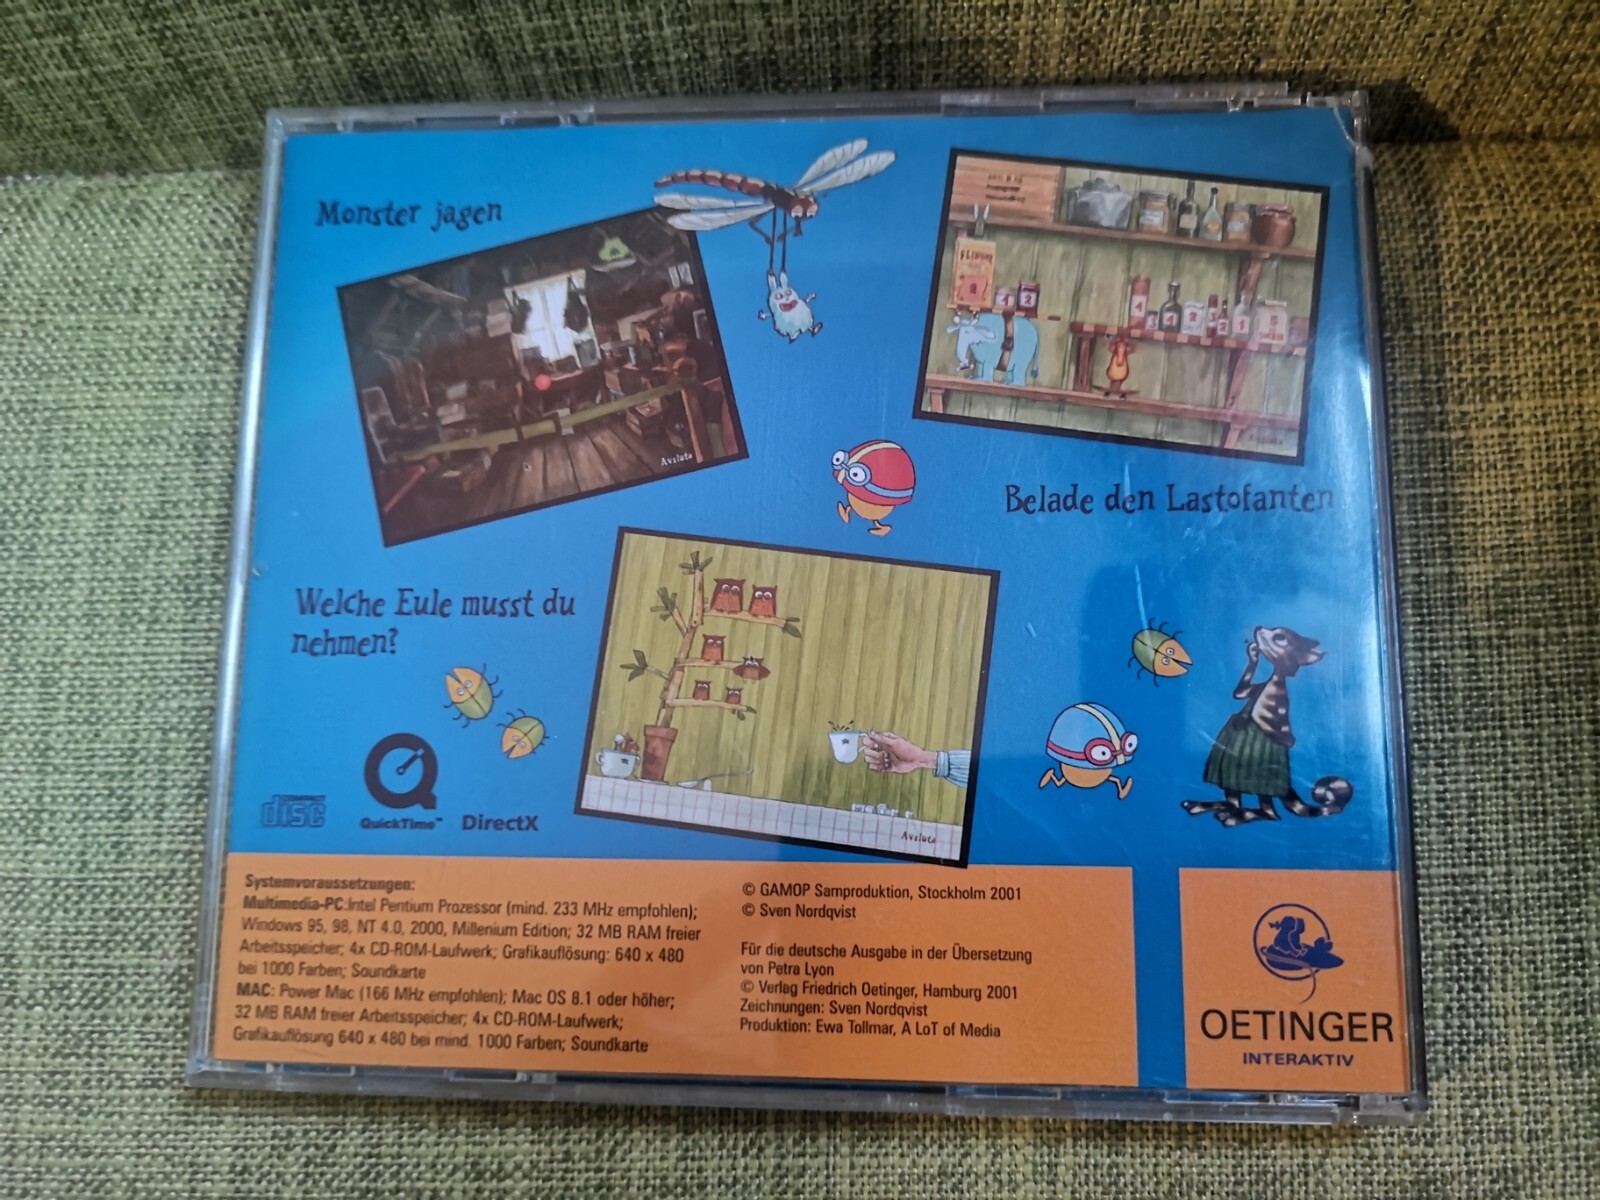 Monster jagen
Avsluta
Belade den Lastofanten
Welche Eule musst du
nehmen?
Avsluta
disc
QuickTime™
DirectX
Systemvoraussetzungen:
Multimedia-PC:Intel Pentium Prozessor (mind. 233 MHz empfohlen);
Windows 95, 98, NT 4.0, 2000, Millenium Edition; 32 MB RAM freier
Arbeitsspeicher; 4x CD-ROM-Laufwerk; Grafikauflösung: 640 x 480
bei 1000 Farben; Soundkarte
MAC: Power Mac (166 MHz empfohlen); Mac OS 8.1 oder höher;
32 MB RAM freier Arbeitsspeicher; 4x CD-ROM-Laufwerk;
Grafikauflösung 640 x 480 bei mind. 1000 Farben; Soundkarte
© GAMOP Samproduktion, Stockholm 2001
© Sven Nordqvist
Für die deutsche Ausgabe in der Übersetzung
von Petra Lyon
© Verlag Friedrich Oetinger, Hamburg 2001
Zeichnungen: Sven Nordqvist
Produktion: Ewa Tollmar, A LoT of Media
OETINGER
INTERAKTIV